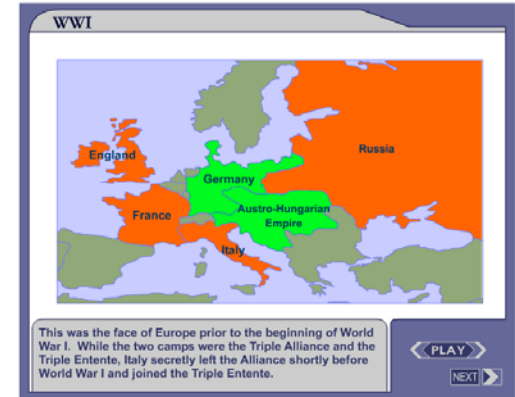 WWI
England
Russia
Germany
France
Austro-Hungarian
Empire
Italy
This was the face of Europe prior to the beginning of World
War I. While the two camps were the Triple Alliance and the
Triple Entente, Italy secretly left the Alliance shortly before
World War I and joined the Triple Entente.
PLAY
NEXT